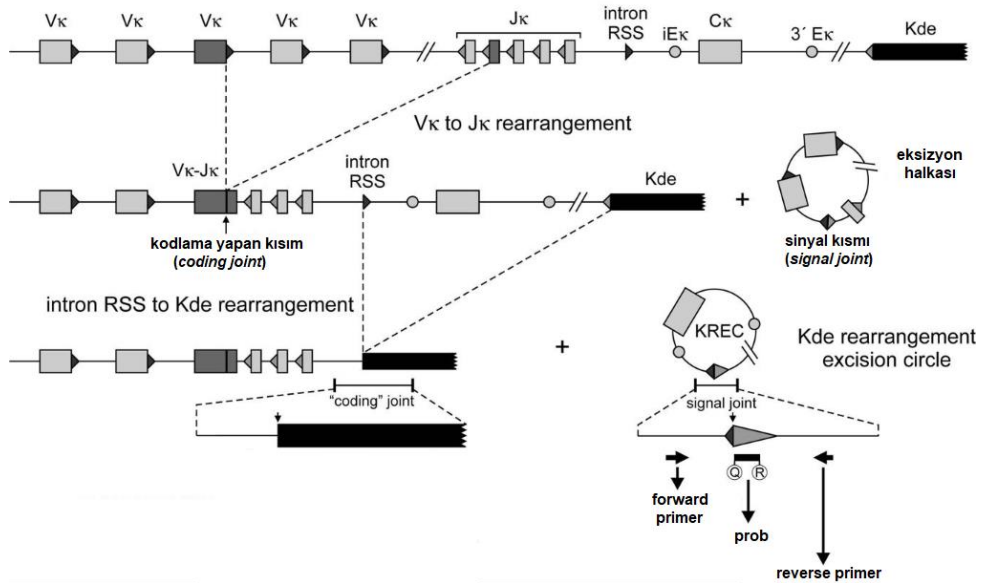 Vκ Vκ Vκ Vκ Vκ Jκ intron RSS iEκ Cκ 3´ Eκ Kde
Vκ to Jκ rearrangement
Vκ-Jκ
intron
RSS
Kde
+
eksizyon
halkası
kodlama yapan kısım
(coding joint)
sinyal kısmı
(signal joint)
intron RSS to Kde rearrangement
+
KREC
Kde rearrangement
excision circle
“coding” joint
signal joint
Q R
forward
primer
prob
reverse primer